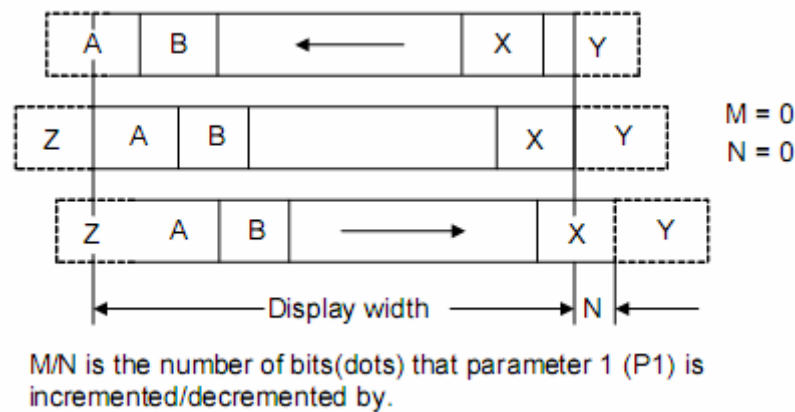 A B X Y
Z A B X Y
M = 0
N = 0
Z A B X Y
Display width N
M/N is the number of bits(dots) that parameter 1 (P1) is
incremented/decremented by.